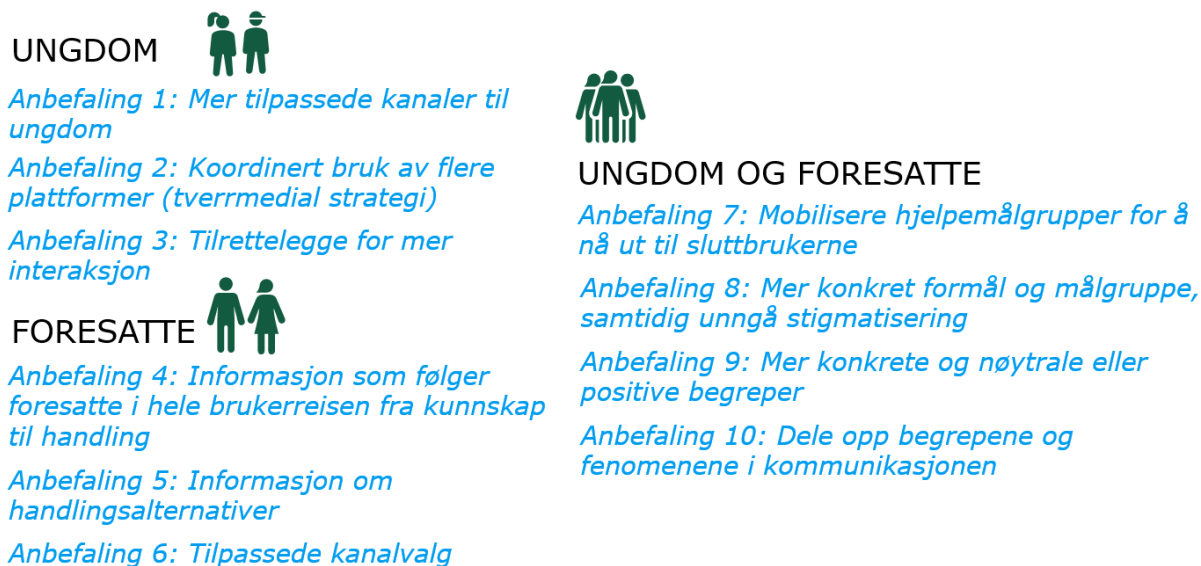 UNGDOM
Anbefaling 1: Mer tilpassede kanaler til
ungdom
Anbefaling 2: Koordinert bruk av flere
plattformer (tverrmedial strategi)
Anbefaling 3: Tilrettelegge for mer
interaksjon
FORESATTE
Anbefaling 4: Informasjon som følger
foresatte i hele brukerreisen fra kunnskap
til handling
Anbefaling 5: Informasjon om
handlingsalternativer
Anbefaling 6: Tilpassede kanalvalg
UNGDOM OG FORESATTE
Anbefaling 7: Mobilisere hjelpemålgrupper for å
nå ut til sluttbrukerne
Anbefaling 8: Mer konkret formål og målgruppe,
samtidig unngå stigmatisering
Anbefaling 9: Mer konkrete og nøytrale eller
positive begreper
Anbefaling 10: Dele opp begrepene og
fenomenene i kommunikasjonen